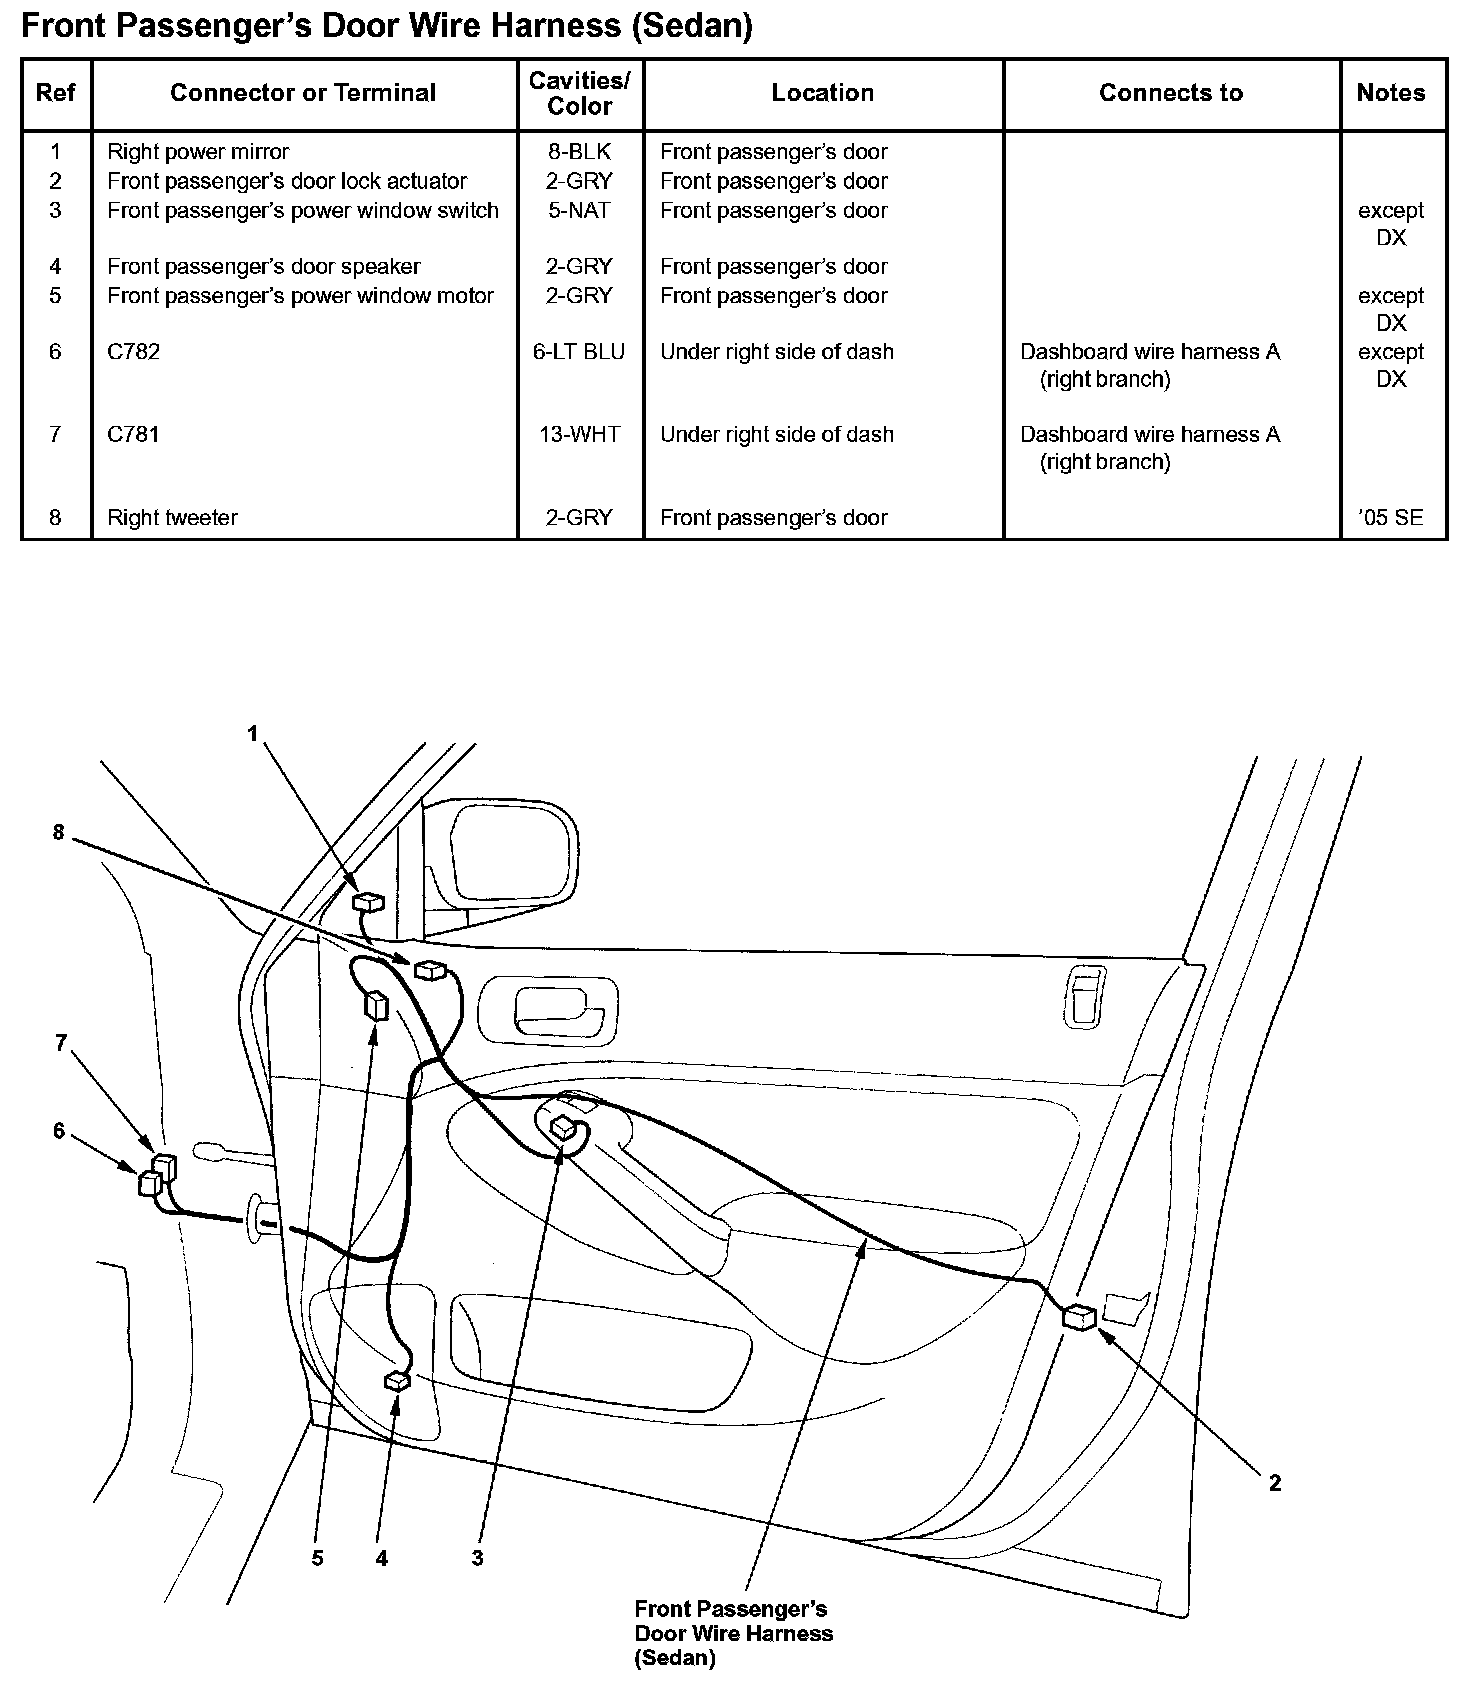 Front Passenger’s Door Wire Harness (Sedan)
Ref Connector or Terminal Cavities/ Color Location Connects to Notes
1 Right power mirror 8-BLK Front passenger’s door
2 Front passenger’s door lock actuator 2-GRY Front passenger’s door
3 Front passenger’s power window switch 5-NAT Front passenger’s door except
DX
4 Front passenger’s door speaker 2-GRY Front passenger’s door
5 Front passenger’s power window motor 2-GRY Front passenger’s door except
DX
6 C782 6-LT BLU Under right side of dash Dashboard wire harness A except
(right branch) DX
7 C781 13-WHT Under right side of dash Dashboard wire harness A
(right branch)
8 Right tweeter 2-GRY Front passenger’s door ’05 SE
1
8
7
6
2
5 4 3
Front Passenger’s
Door Wire Harness
(Sedan)